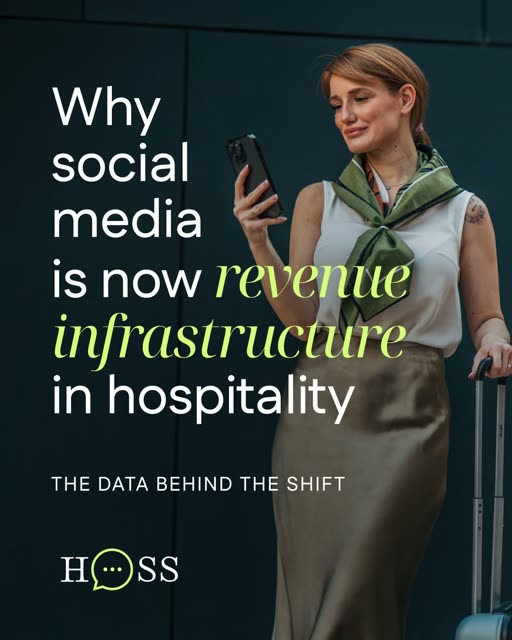 Why
social
media
is now revenue
infrastructure
in hospitality
THE DATA BEHIND THE SHIFT
HOSS